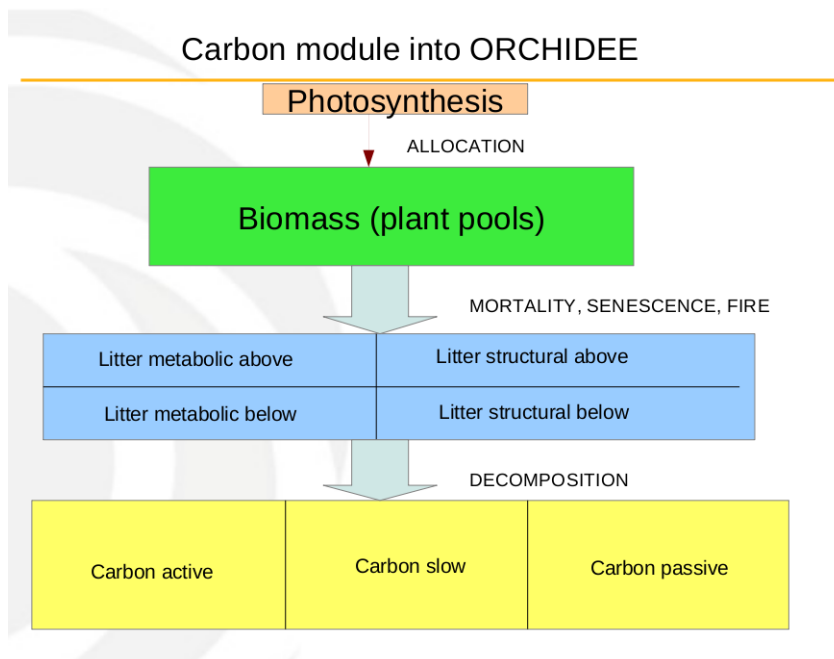 Carbon module into ORCHIDEE
Photosynthesis
ALLOCATION
Biomass (plant pools)
MORTALITY, SENESCENCE, FIRE
Litter metabolic above
Litter structural above
Litter metabolic below
Litter structural below
DECOMPOSITION
Carbon active
Carbon slow
Carbon passive